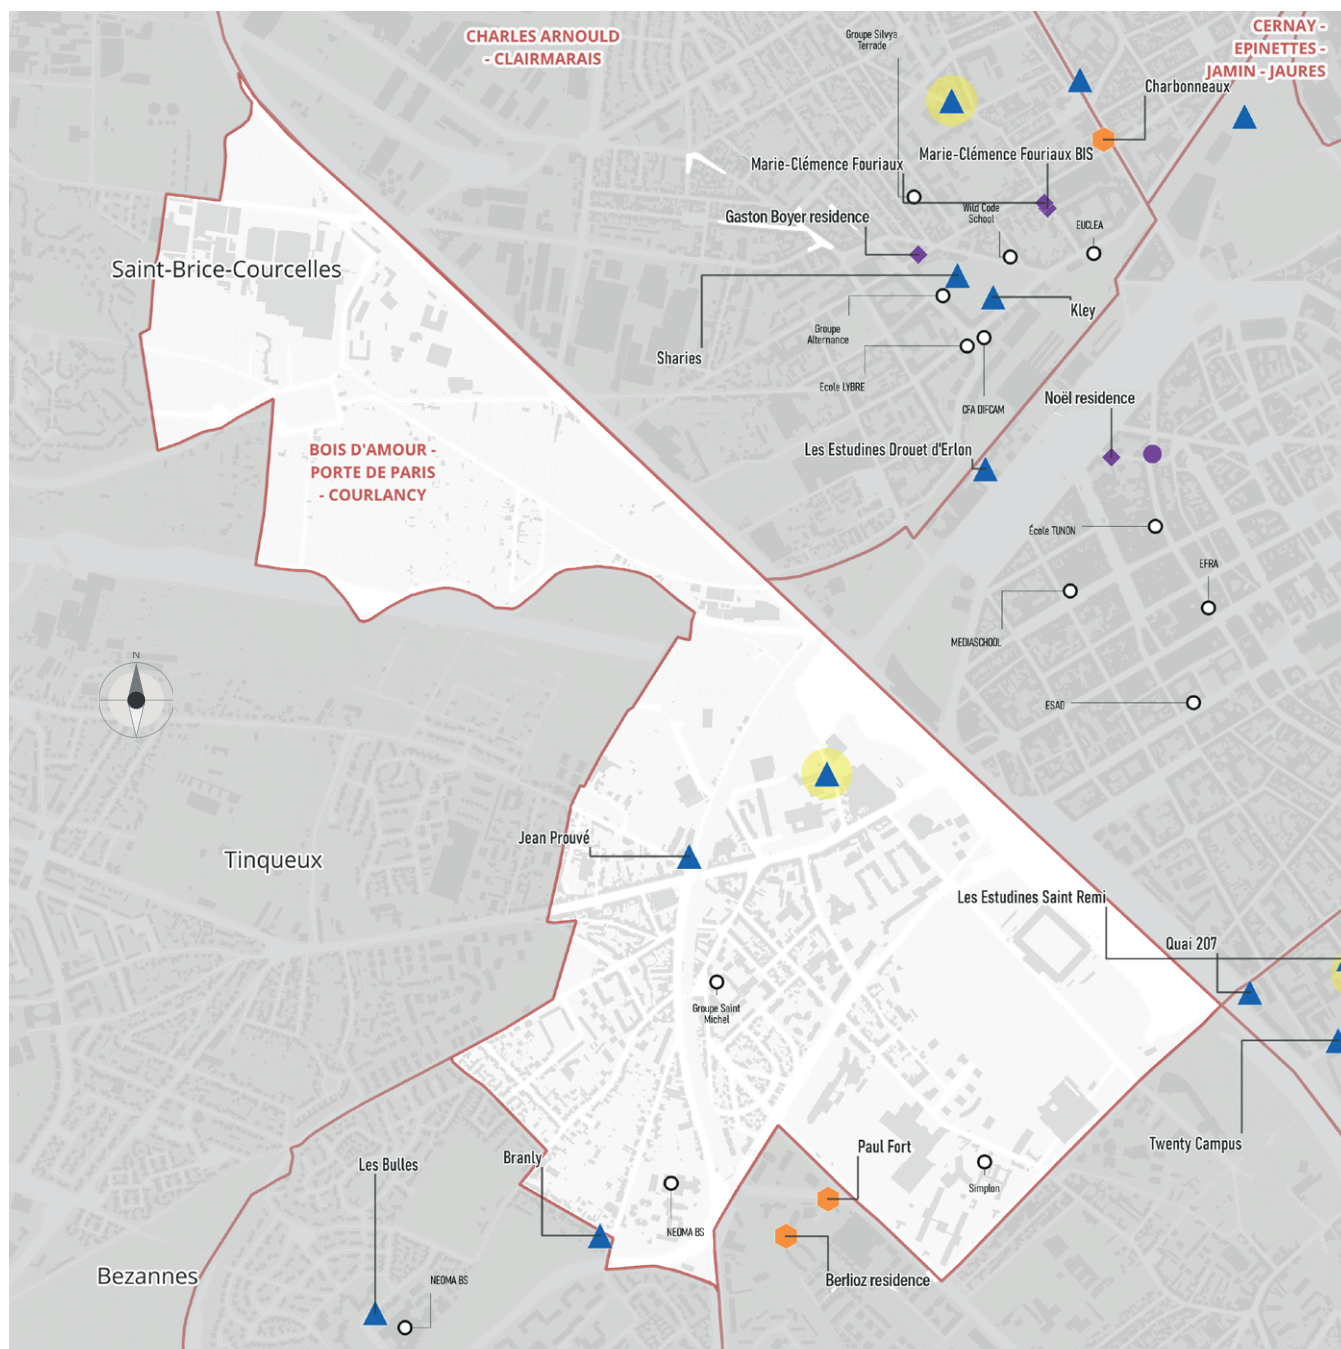 CHARLES ARNOULD
- CLAIRMARAIS
Groupe Silvya
Terrade
CERNAY -
EPINETTES -
JAMIN - JAURES
Charbonneaux
Marie-Clémence Fouriaux
Marie-Clémence Fouriaux BIS
Wild Code
School
EUCLEA
Gaston Boyer residence
Saint-Brice-Courcelles
Kley
Groupe
Alternance
Sharies
Ecole LYBRE
CFA DIFCAM
Noël residence
BOIS D'AMOUR -
PORTE DE PARIS
- COURLANCY
Les Estudines Drouet d'Erlon
École TUNON
EFRA
MEDIASCHOOL
N
ESAD
Jean Prouvé
Tinqueux
Les Estudines Saint Remi
Quai 207
Groupe Saint
Michel
Twenty Campus
Paul Fort
Branly
Les Bulles
Simplon
NEOMA BS
Bezannes
NEOMA BS
Berlioz residence